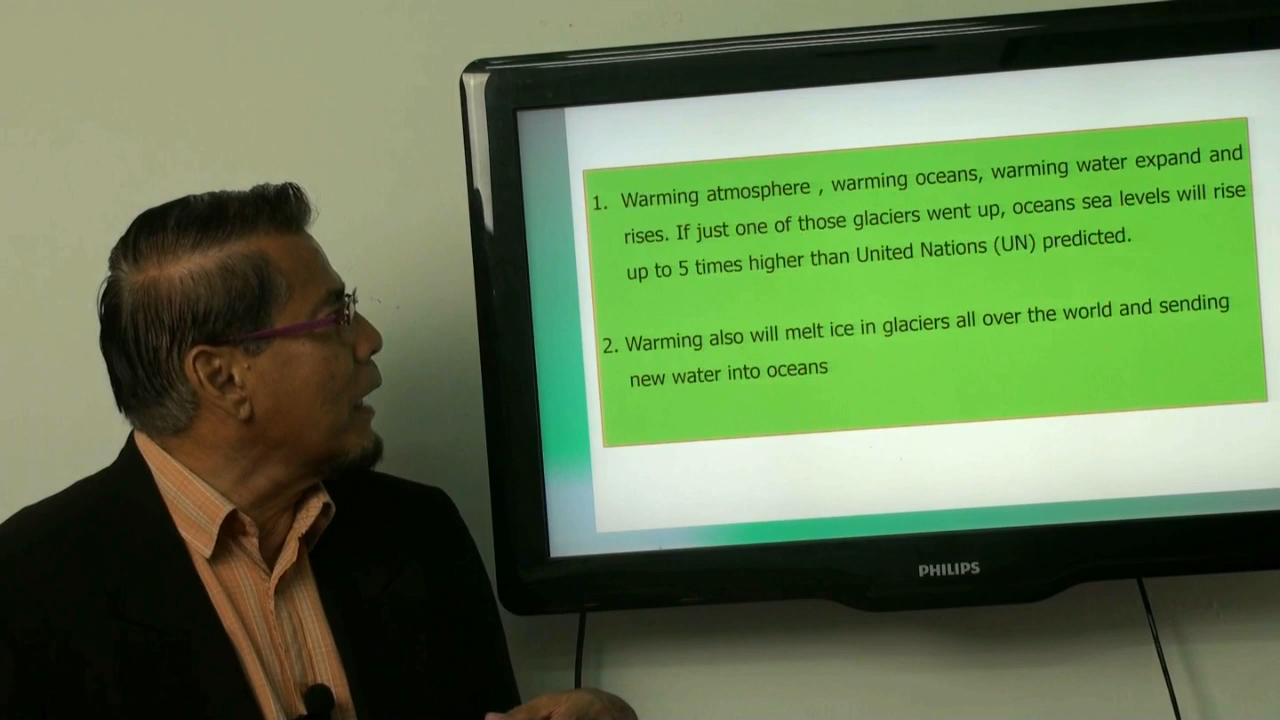 1. Warming atmosphere , warming oceans, warming water expand and
rises. If just one of those glaciers went up, oceans sea levels will rise
up to 5 times higher than United Nations (UN) predicted.
2. Warming also will melt ice in glaciers all over the world and sending
new water into oceans
PHILIPS